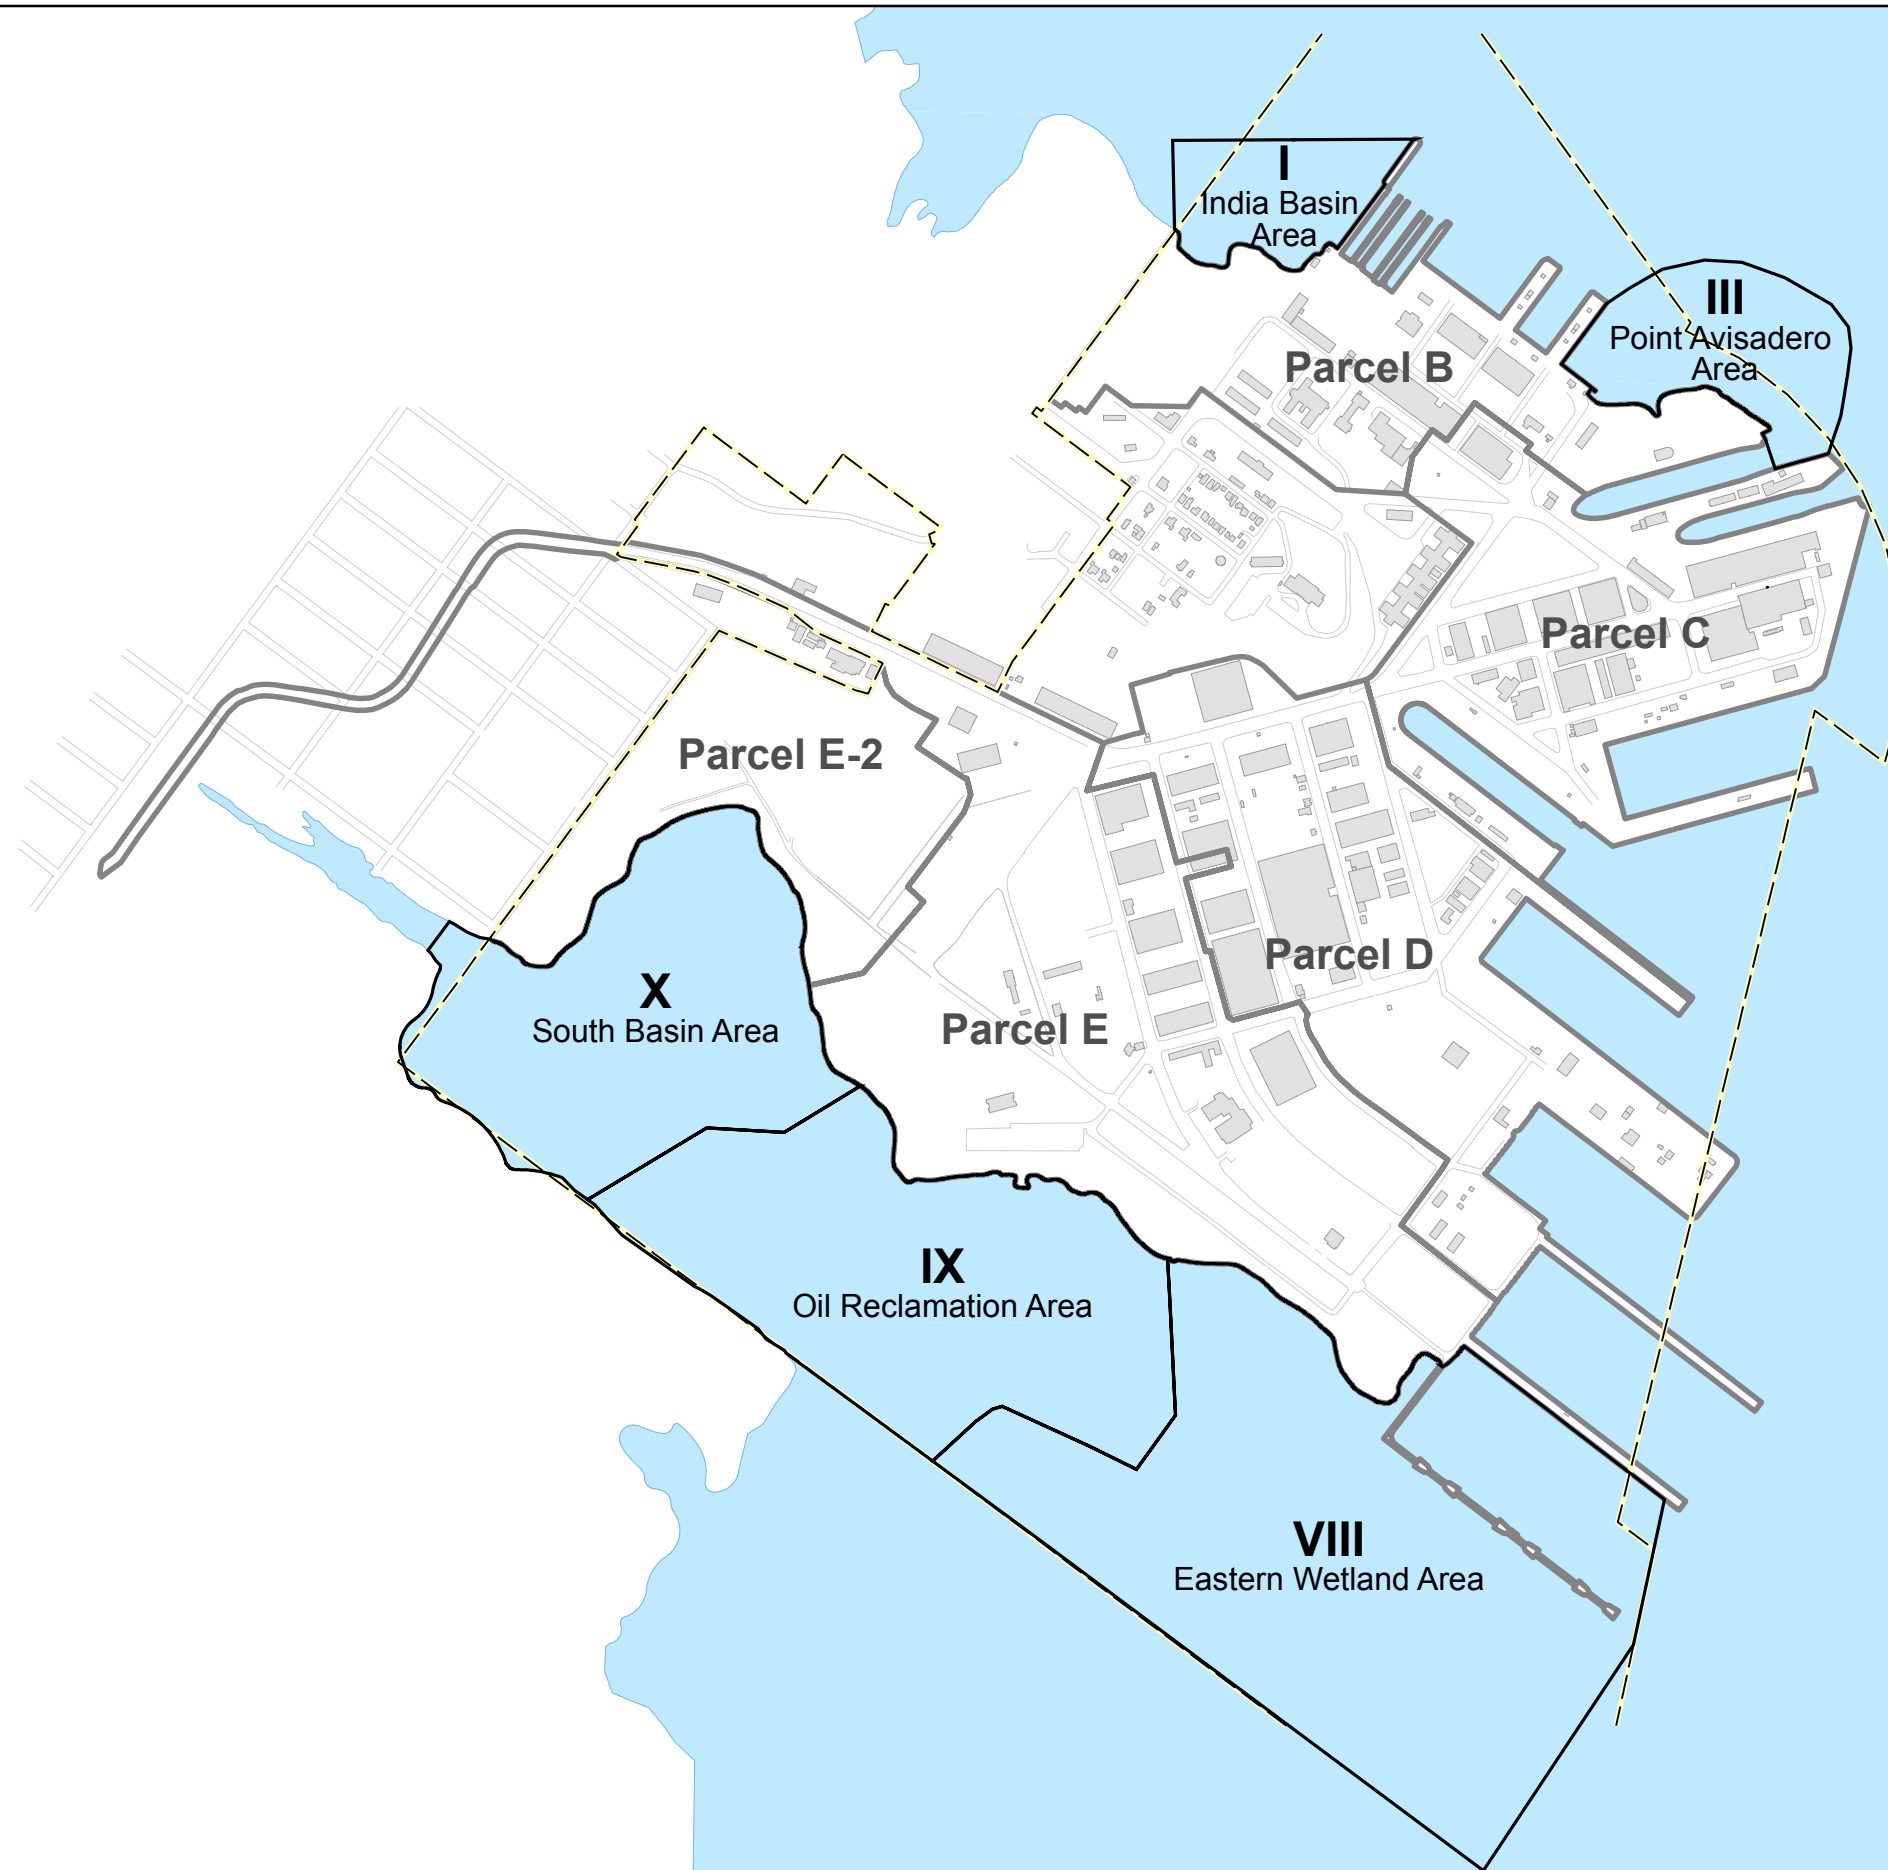 I
India Basin
Area
III
Point Avisadero
Area
Parcel B
Parcel C
Parcel E-2
Parcel D
X
South Basin Area
Parcel E
IX
Oil Reclamation Area
VIII
Eastern Wetland Area